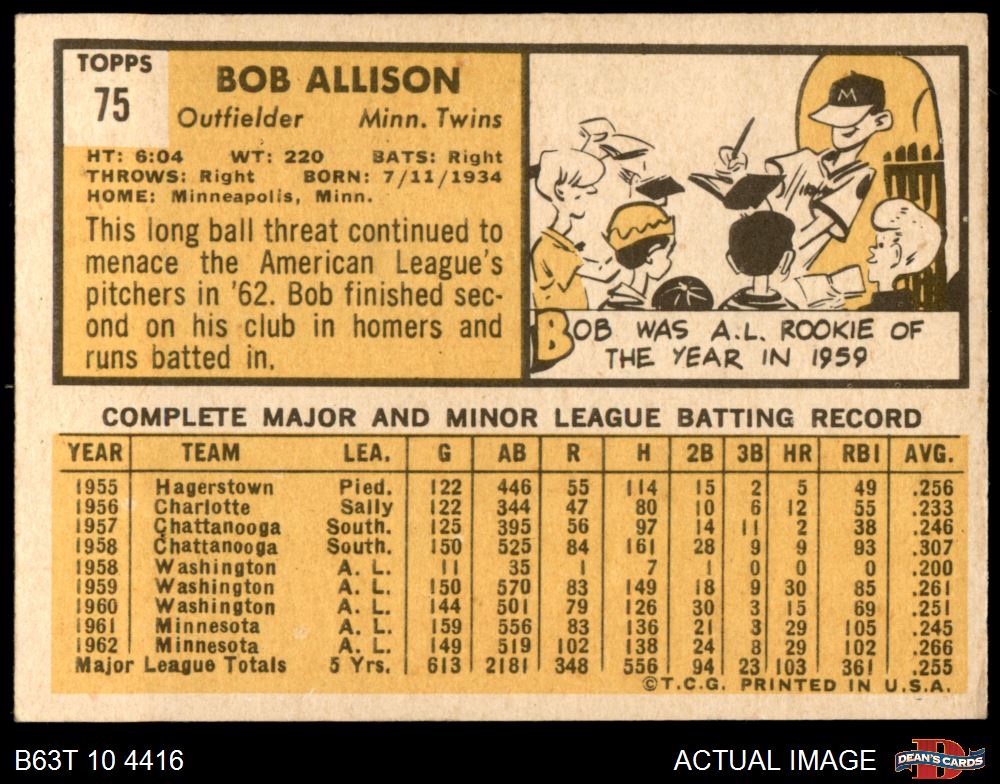 TOPPS
75
BOB ALLISON
Outfielder Minn. Twins
HT: 6:04 WT: 220 BATS: Right
THROWS: Right BORN: 7/11/1934
HOME: Minneapolis, Minn.
This long ball threat continued to
menace the American League's
pitchers in '62. Bob finished sec-
ond on his club in homers and
runs batted in.
M
BOB WAS A.L. ROOKIE OF
THE YEAR IN 1959
COMPLETE MAJOR AND MINOR LEAGUE BATTING RECORD
YEAR TEAM LEA. G AB R H 2B 3B HR RBI AVG.
1955 Hagerstown Pied. 122 446 55 114 15 2 5 49 .256
1956 Charlotte Sally 122 344 47 80 10 6 12 55 .233
1957 Chattanooga South. 125 395 56 97 14 11 2 38 .246
1958 Chattanooga South. 150 525 84 161 28 9 9 93 .307
1958 Washington A. L. 11 35 1 7 1 0 0 0 .200
1959 Washington A. L. 150 570 83 149 18 9 30 85 .261
1960 Washington A. L. 144 501 79 126 30 3 15 69 .251
1961 Minnesota A. L. 159 556 83 136 21 3 29 105 .245
1962 Minnesota A. L. 149 519 102 138 24 8 29 102 .266
Major League Totals 5 Yrs. 613 2181 348 556 94 23 103 361 .255
©T.C.G. PRINTED IN U.S.A.
B63T 10 4416 ACTUAL IMAGE DEAN'S CARDS